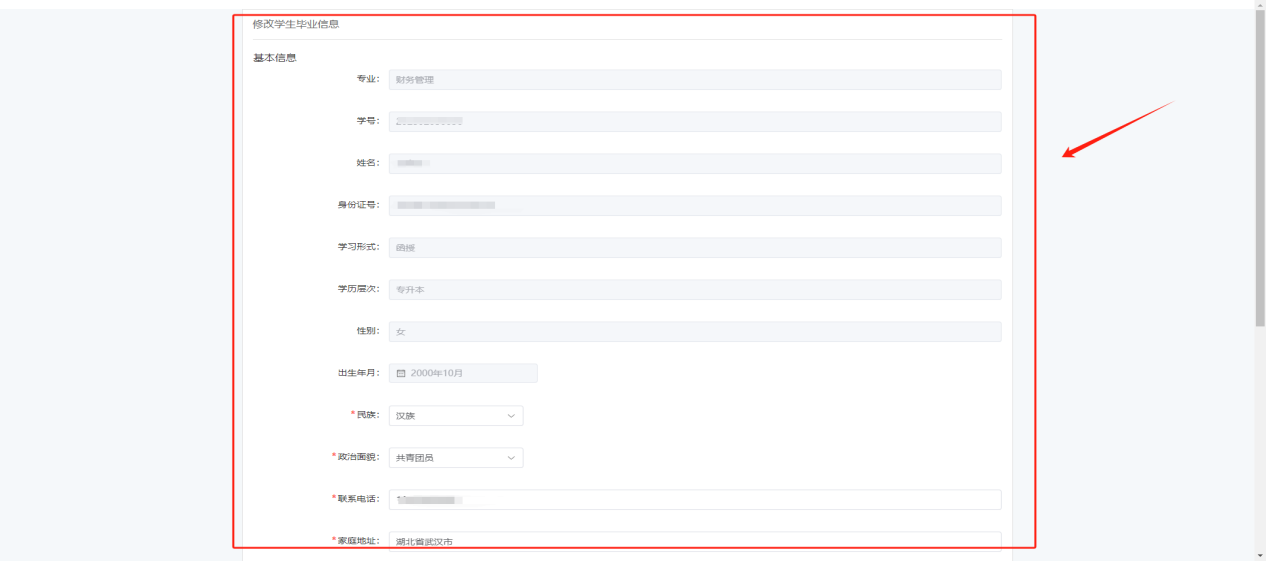 修改学生毕业信息
基本信息
专业： 财务管理
学号：
姓名：
身份证号：
学习形式： 函授
学历层次： 专升本
性别： 女
出生年月： 2000年10月
*民族： 汉族
*政治面貌： 共青团员
*联系电话：
*家庭地址： 湖北省武汉市